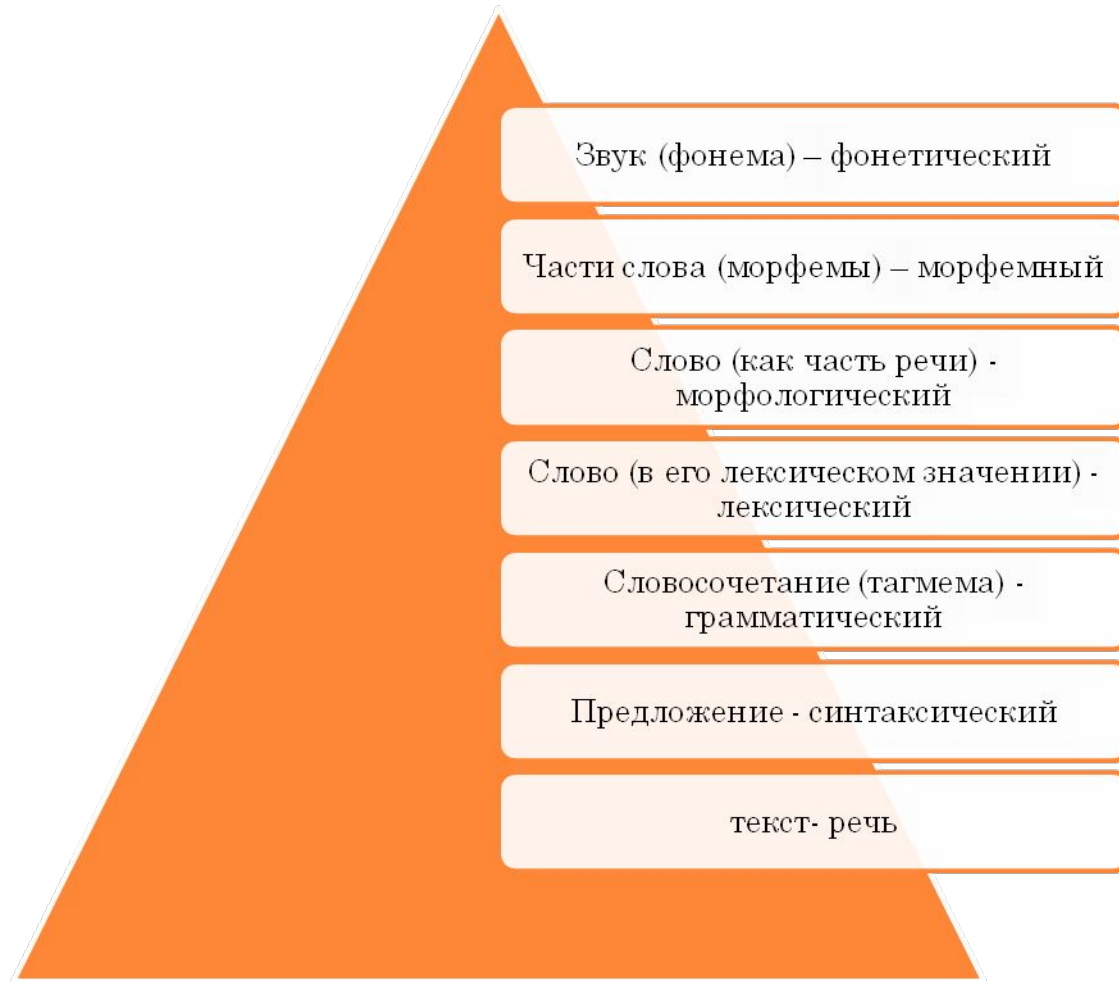 Звук (фонема) – фонетический
Части слова (морфемы) – морфемный
Слово (как часть речи) -
морфологический
Слово (в его лексическом значении) -
лексический
Словосочетание (тагмема) -
грамматический
Предложение - синтаксический
текст- речь